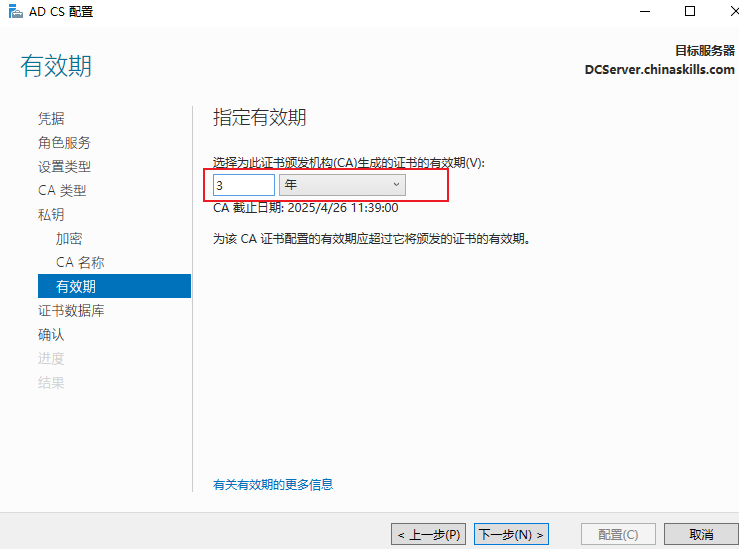 AD CS 配置
有效期
目标服务器
DCServer.chinaskills.com
凭据
角色服务
设置类型
CA 类型
私钥
加密
CA 名称
有效期
证书数据库
确认
进度
结果
指定有效期
选择为此证书颁发机构(CA)生成的证书的有效期(V):
3 年
CA 截止日期: 2025/4/26 11:39:00
为该 CA 证书配置的有效期应超过它将颁发的证书的有效期。
有关有效期的更多信息
< 上一步(P) 下一步(N) > 配置(C) 取消